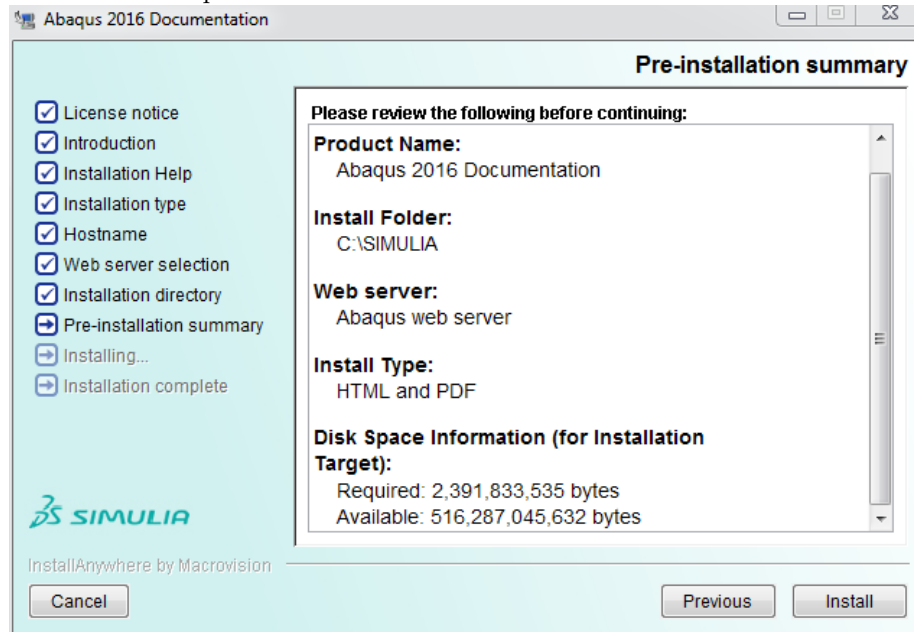 Abaqus 2016 Documentation
Pre-installation summary
License notice
Introduction
Installation Help
Installation type
Hostname
Web server selection
Installation directory
Pre-installation summary
Installing...
Installation complete
Please review the following before continuing:
Product Name:
Abaqus 2016 Documentation
Install Folder:
C:\SIMULIA
Web server:
Abaqus web server
Install Type:
HTML and PDF
Disk Space Information (for Installation
Target):
Required: 2,391,833,535 bytes
Available: 516,287,045,632 bytes
SIMULIA
InstallAnywhere by Macrovision
Cancel
Previous
Install